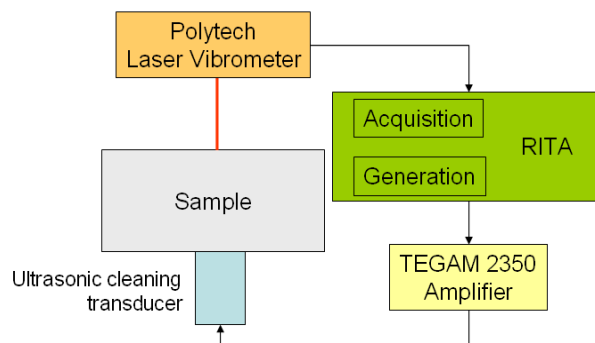 Polytech
Laser Vibrometer
Acquisition
RITA
Generation
Sample
Ultrasonic cleaning
transducer
TEGAM 2350
Amplifier